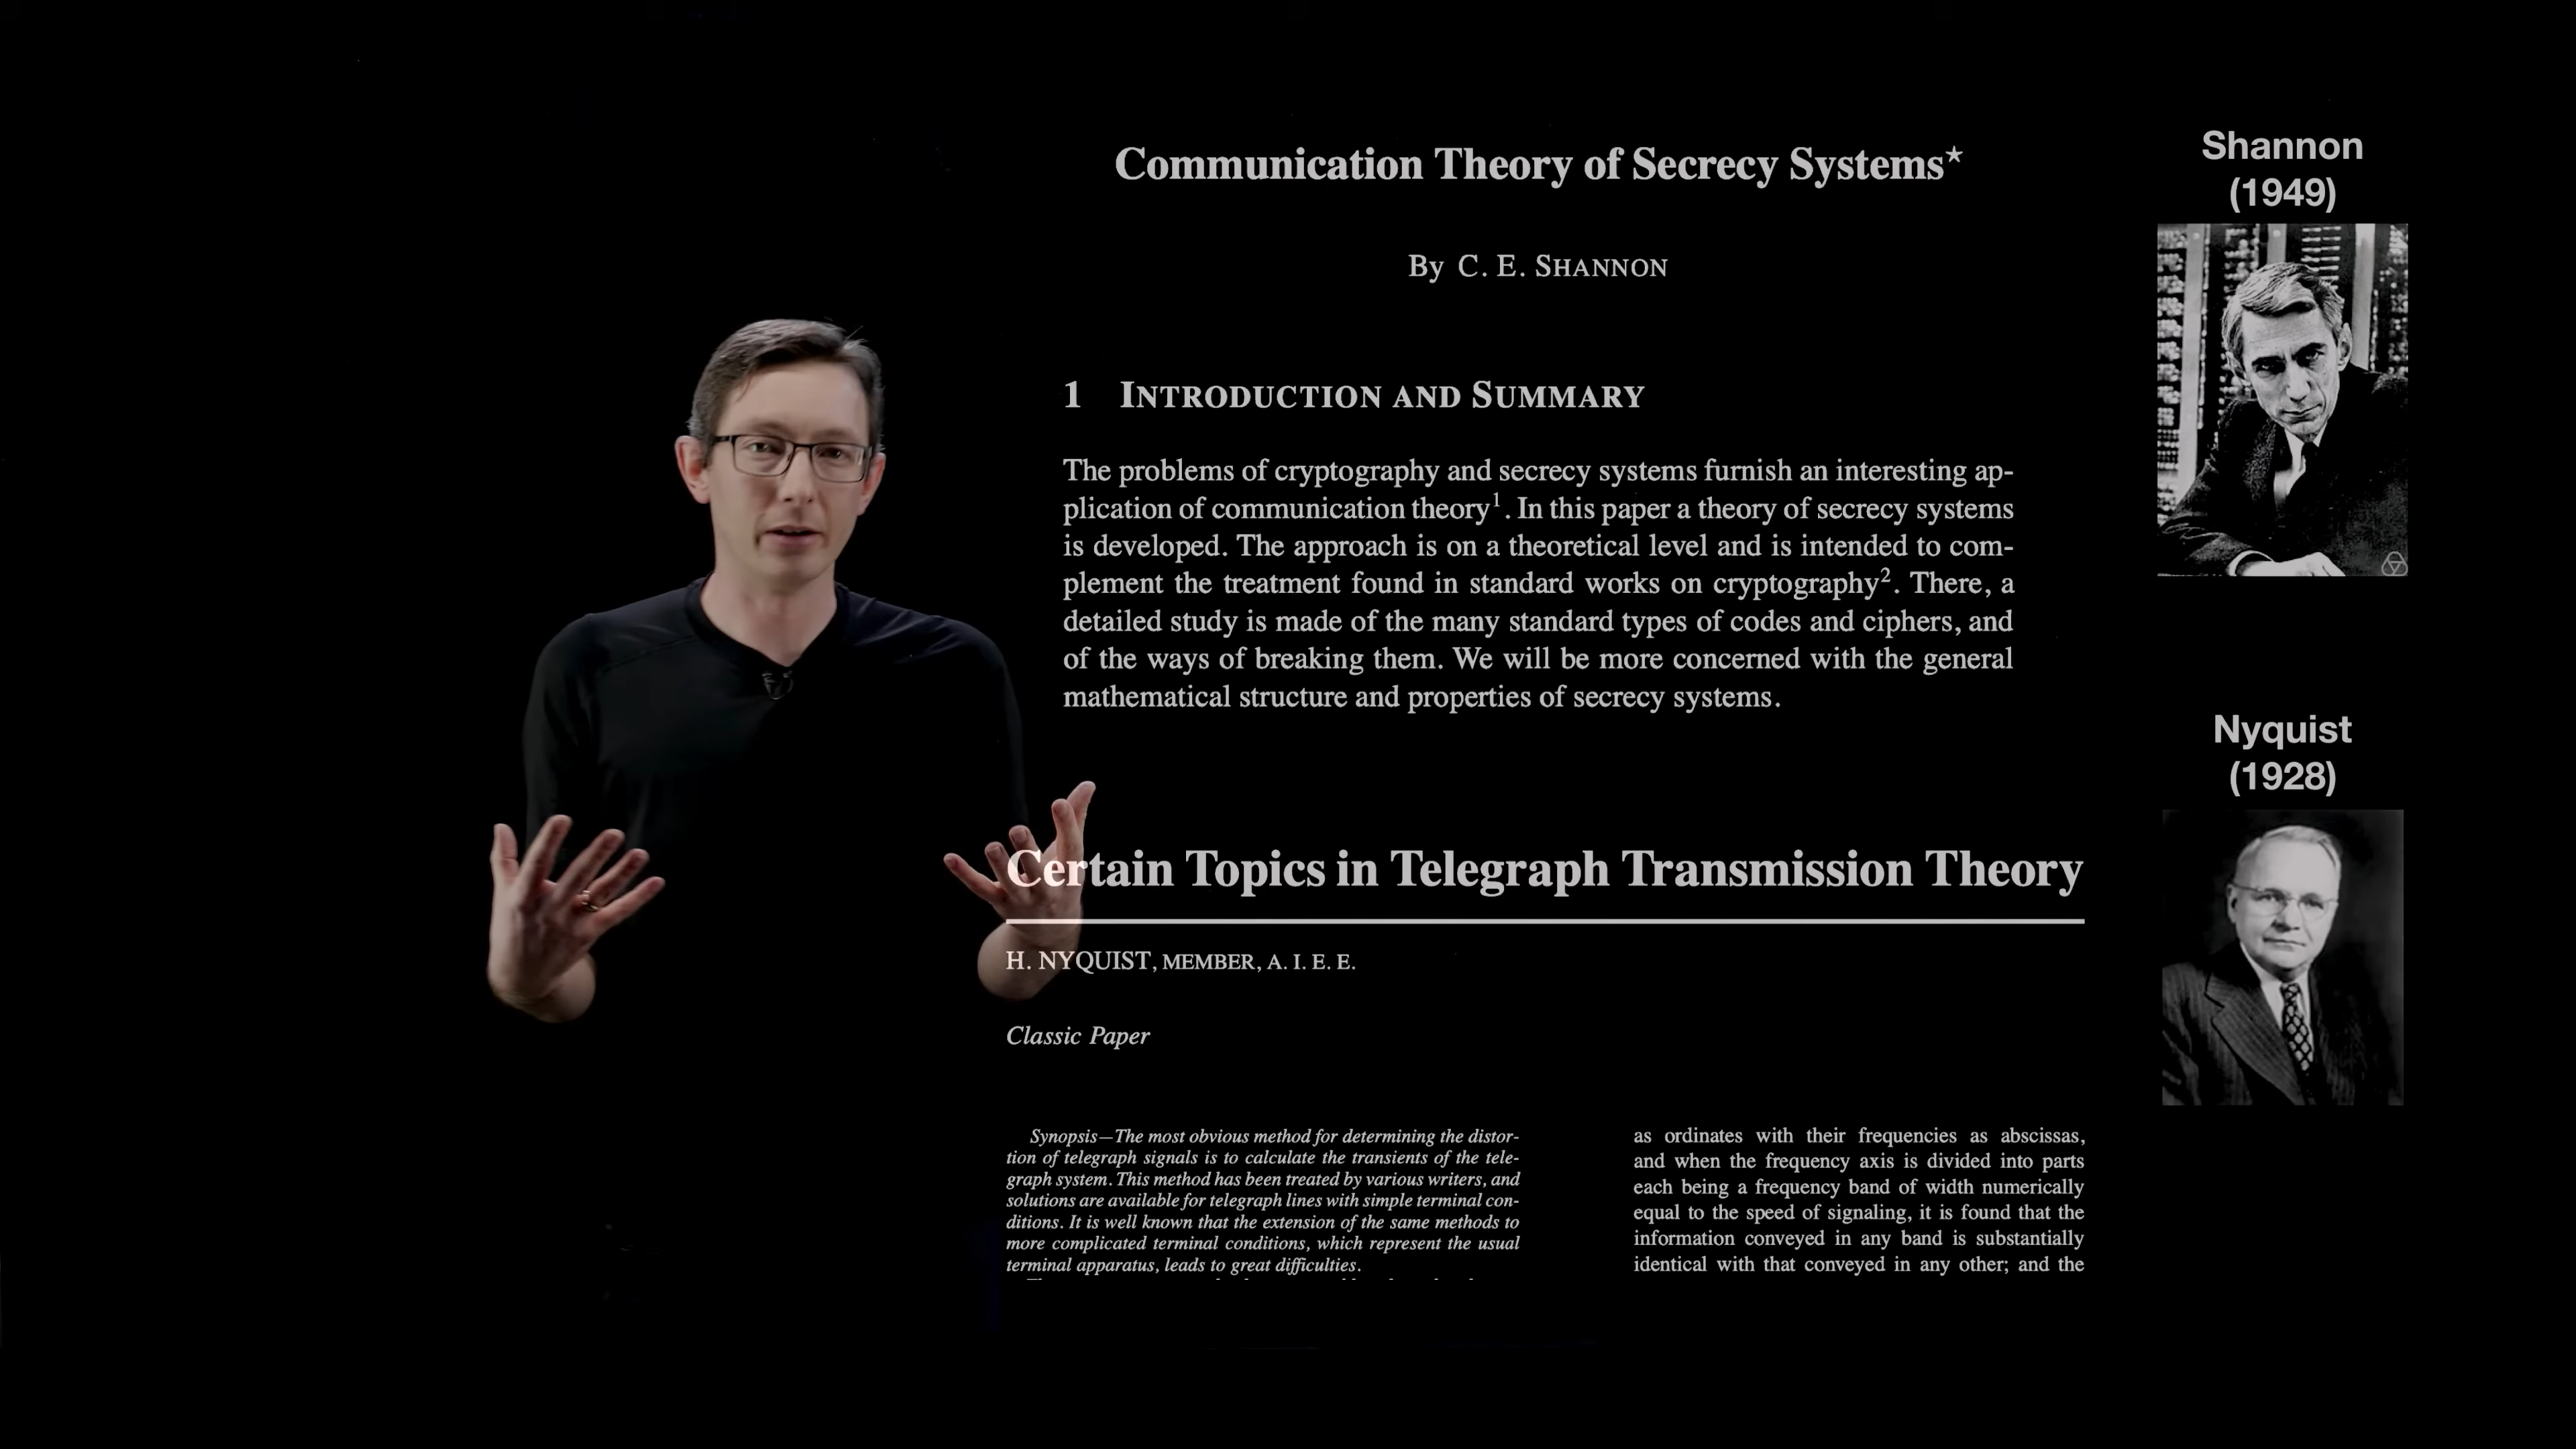 Communication Theory of Secrecy Systems*
By C. E. SHANNON
1 INTRODUCTION AND SUMMARY
The problems of cryptography and secrecy systems furnish an interesting ap-
plication of communication theory¹. In this paper a theory of secrecy systems
is developed. The approach is on a theoretical level and is intended to com-
plement the treatment found in standard works on cryptography². There, a
detailed study is made of the many standard types of codes and ciphers, and
of the ways of breaking them. We will be more concerned with the general
mathematical structure and properties of secrecy systems.
Shannon
(1949)
Certain Topics in Telegraph Transmission Theory
H. NYQUIST, MEMBER, A. I. E. E.
Classic Paper
Synopsis—The most obvious method for determining the distor-
tion of telegraph signals is to calculate the transients of the tele-
graph system. This method has been treated by various writers, and
solutions are available for telegraph lines with simple terminal con-
ditions. It is well known that the extension of the same methods to
more complicated terminal conditions, which represent the usual
terminal apparatus, leads to great difficulties.
as ordinates with their frequencies as abscissas,
and when the frequency axis is divided into parts
each being a frequency band of width numerically
equal to the speed of signaling, it is found that the
information conveyed in any band is substantially
identical with that conveyed in any other; and the
Nyquist
(1928)